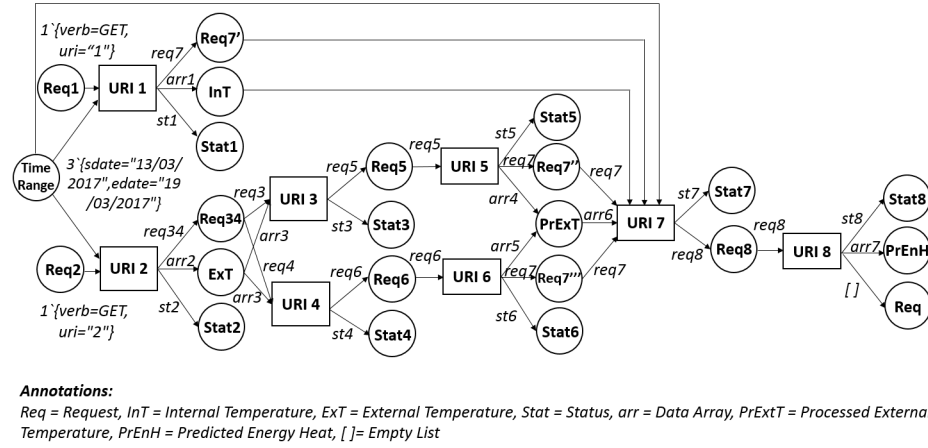 1`{verb=GET,
uri=“1"}
req7
Req7'
Req1
URI 1
arr1
InT
st1
Stat1
Time
Range
3`{sdate="13/03/
2017",edate="19
/03/2017"}
req34
Req34
req3
URI 3
req5
Req5
req5
URI 5
st5
Stat5
req7
Req7''
req7
arr4
st3
Stat3
arr3
Req2
URI 2
arr2
ExT
req4
arr3
URI 4
req6
Req6
req6
URI 6
arr5
PrExT
arr6
URI 7
req7
Req7'''
req7
st6
Stat6
st4
Stat4
st2
Stat2
1`{verb=GET,
uri="2"}
st7
Stat7
req8
Req8
req8
URI 8
st8
Stat8
arr7
PrEnH
[ ]
Req
Annotations:
Req = Request, InT = Internal Temperature, ExT = External Temperature, Stat = Status, arr = Data Array, PrExtT = Processed External
Temperature, PrEnH = Predicted Energy Heat, [ ]= Empty List